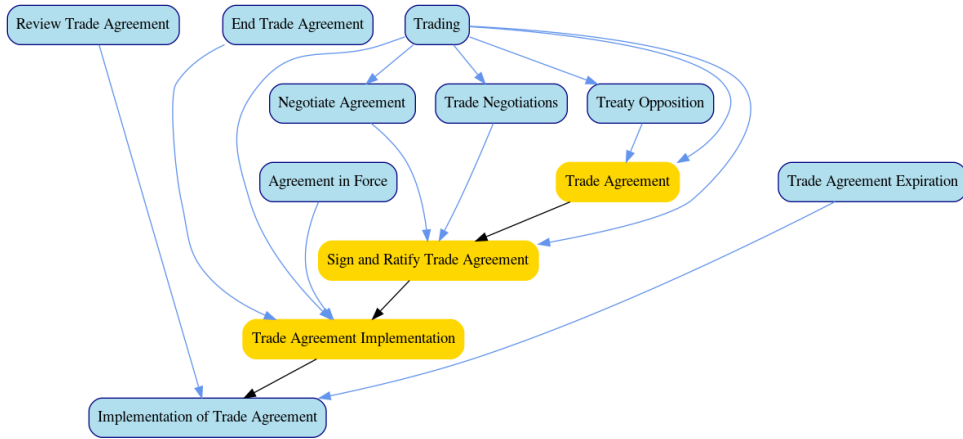 Review Trade Agreement
End Trade Agreement
Trading
Negotiate Agreement
Trade Negotiations
Treaty Opposition
Agreement in Force
Trade Agreement
Trade Agreement Expiration
Sign and Ratify Trade Agreement
Trade Agreement Implementation
Implementation of Trade Agreement